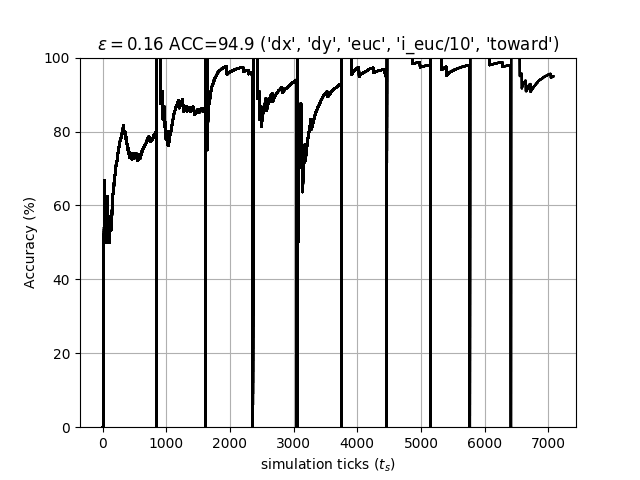 ε = 0.16 ACC=94.9 ('dx', 'dy', 'euc', 'i_euc/10', 'toward')
100
80
60
40
20
0
Accuracy (%)
0 1000 2000 3000 4000 5000 6000 7000
simulation ticks (tₛ)